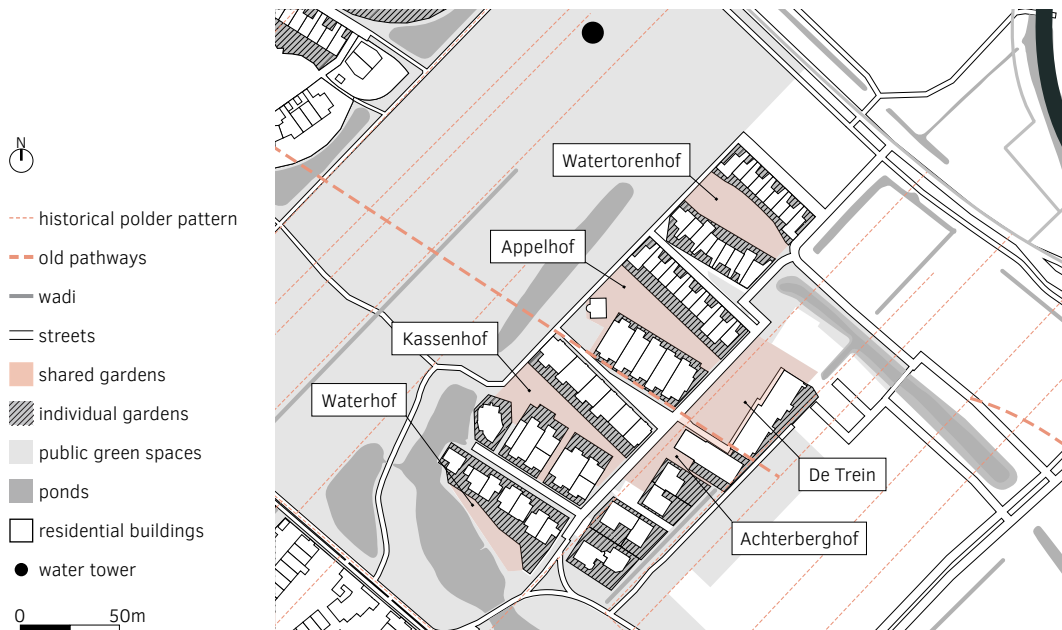 N
historical polder pattern
old pathways
wadi
streets
shared gardens
individual gardens
public green spaces
ponds
residential buildings
water tower
0 50m
Watertorenhof
Appelhof
Kassenhof
Waterhof
De Trein
Achterberghof